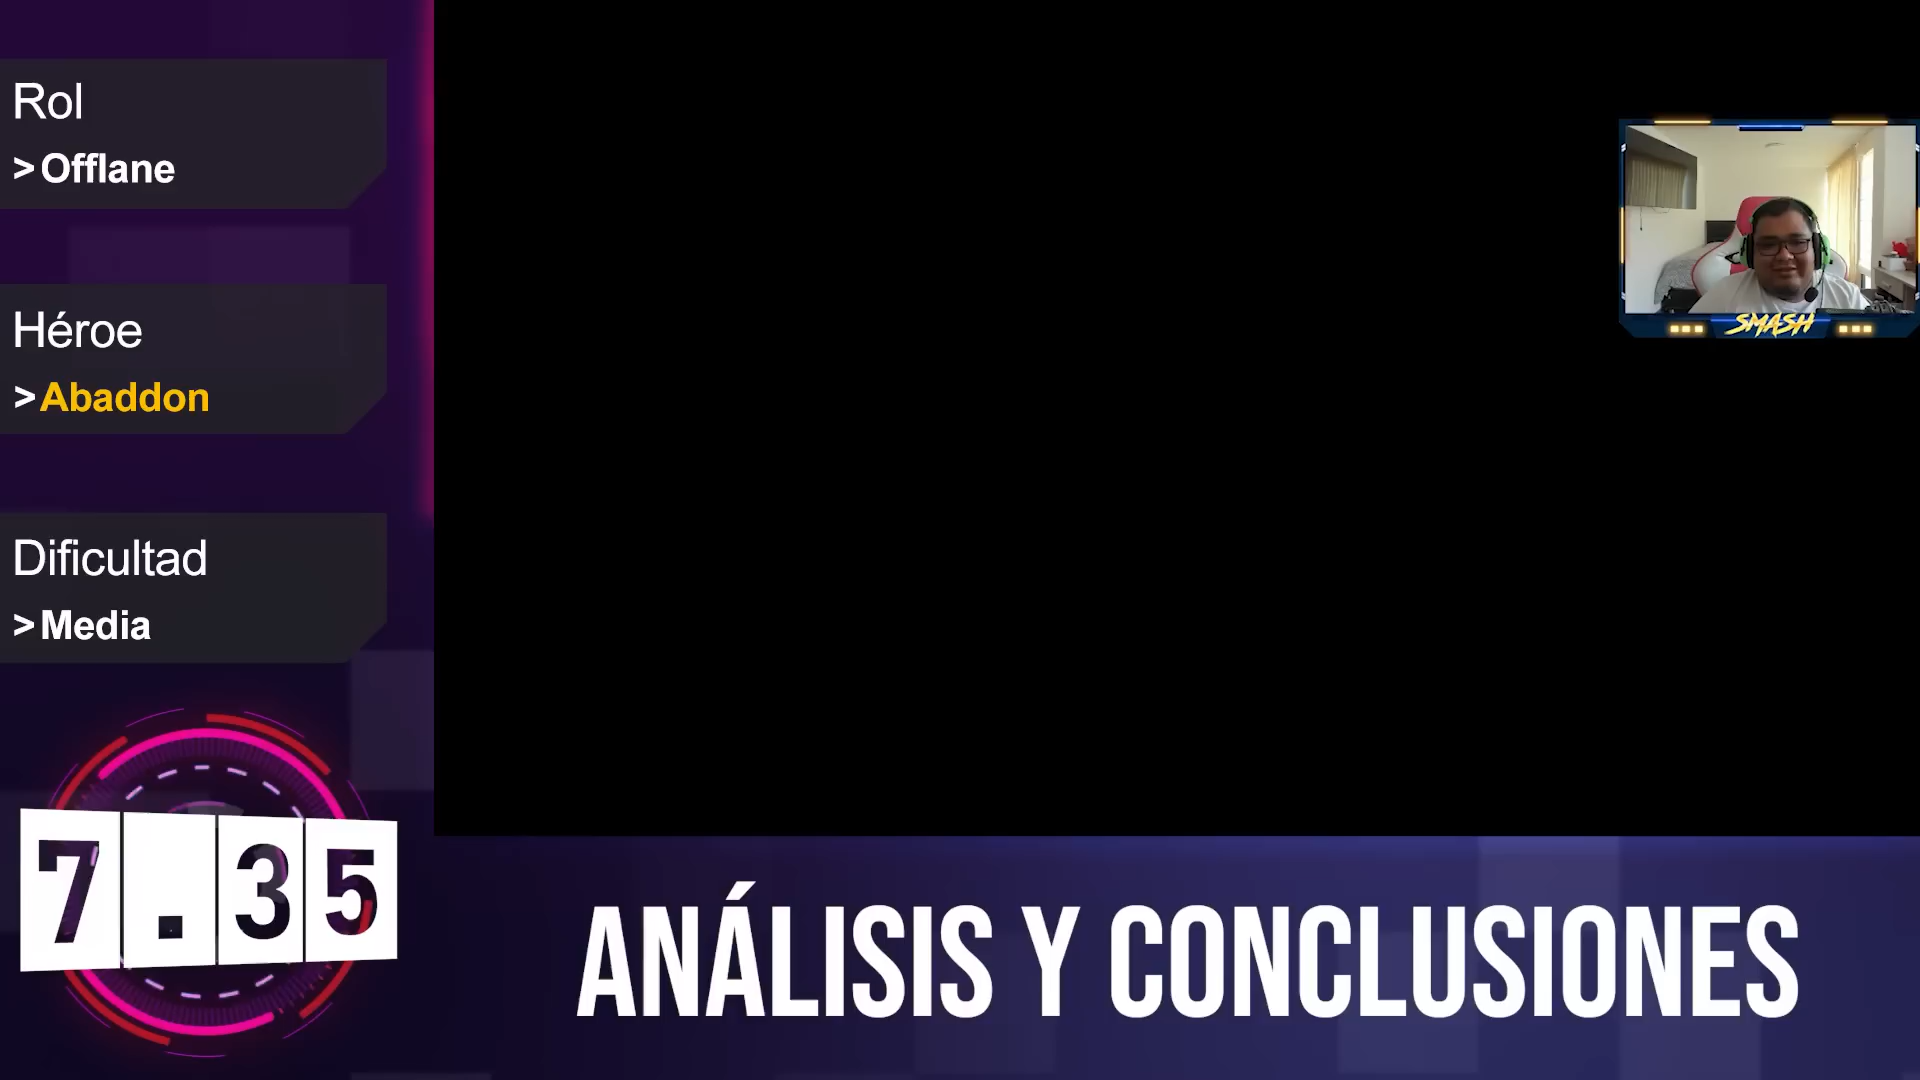 Rol
> Offlane
Héroe
> Abaddon
Dificultad
> Media
7.35
SMASH
ANÁLISIS Y CONCLUSIONES